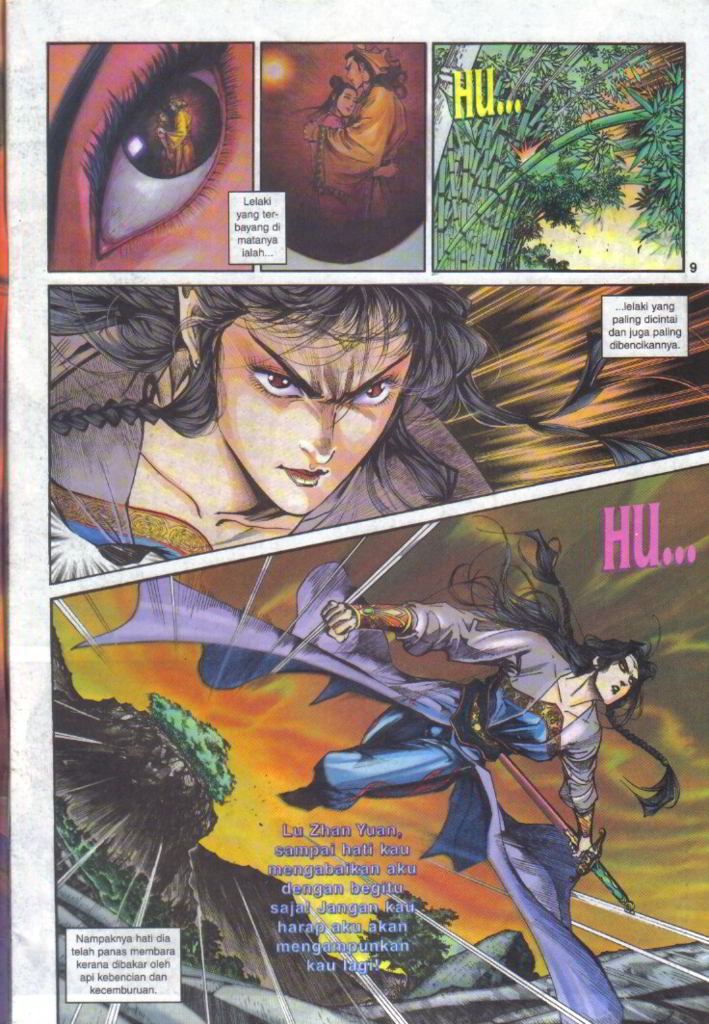 Lelaki
yang ter-
bayang di
matanya
ialah...
HU...
9
...lelaki yang
paling dicintai
dan juga paling
dibencikannya.
HU...
Lu Zhan Yuan,
sampai hati kau
mengabaikan aku
dengan begitu
saja! Jangan kau
harap aku akan
mengampunkan
kau lagi!
Nampaknya hati dia
telah panas membara
kerana dibakar oleh
api kebencian dan
kecemburuan.